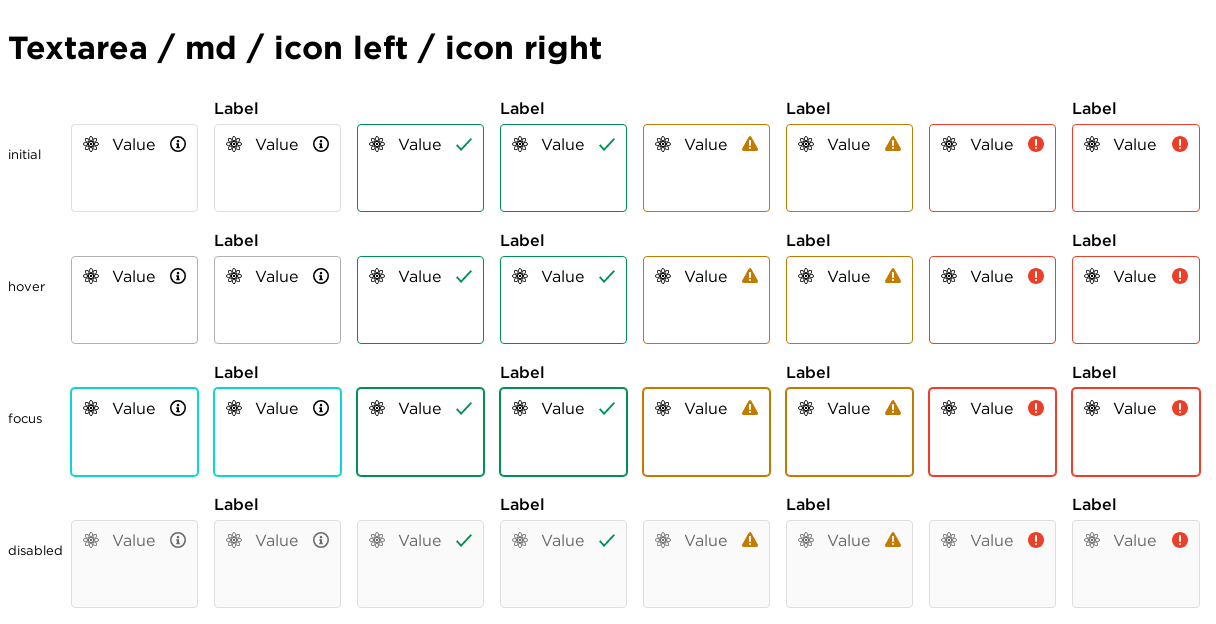 Textarea / md / icon left / icon right
Label Label Label Label
initial Value Value Value Value Value Value Value Value
Label Label Label Label
hover Value Value Value Value Value Value Value Value
Label Label Label Label
focus Value Value Value Value Value Value Value Value
Label Label Label Label
disabled Value Value Value Value Value Value Value Value